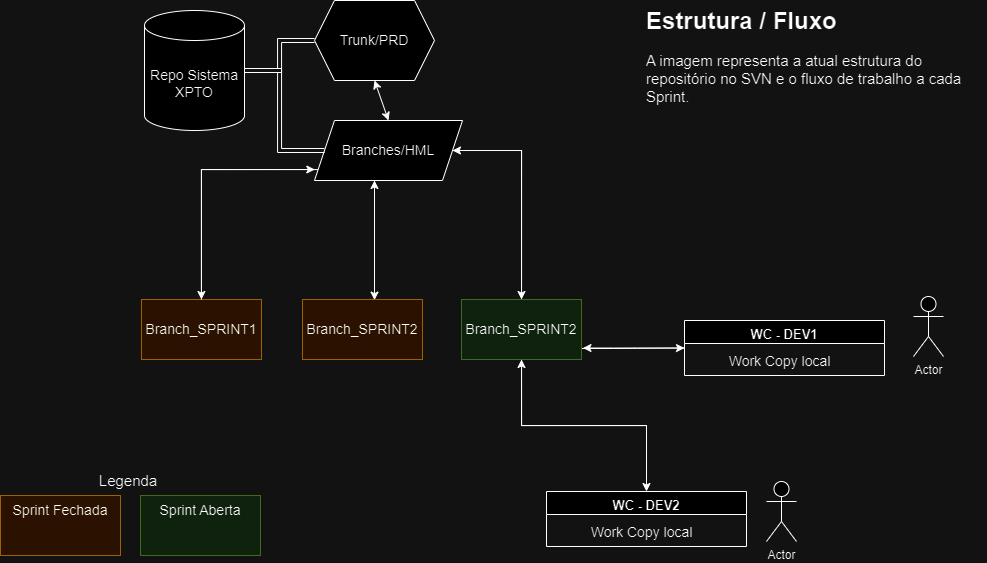 Estrutura / Fluxo
A imagem representa a atual estrutura do
repositório no SVN e o fluxo de trabalho a cada
Sprint.
Repo Sistema
XPTO
Trunk/PRD
Branches/HML
Branch_SPRINT1
Branch_SPRINT2
Branch_SPRINT2
WC - DEV1
Work Copy local
Actor
WC - DEV2
Work Copy local
Actor
Legenda
Sprint Fechada
Sprint Aberta